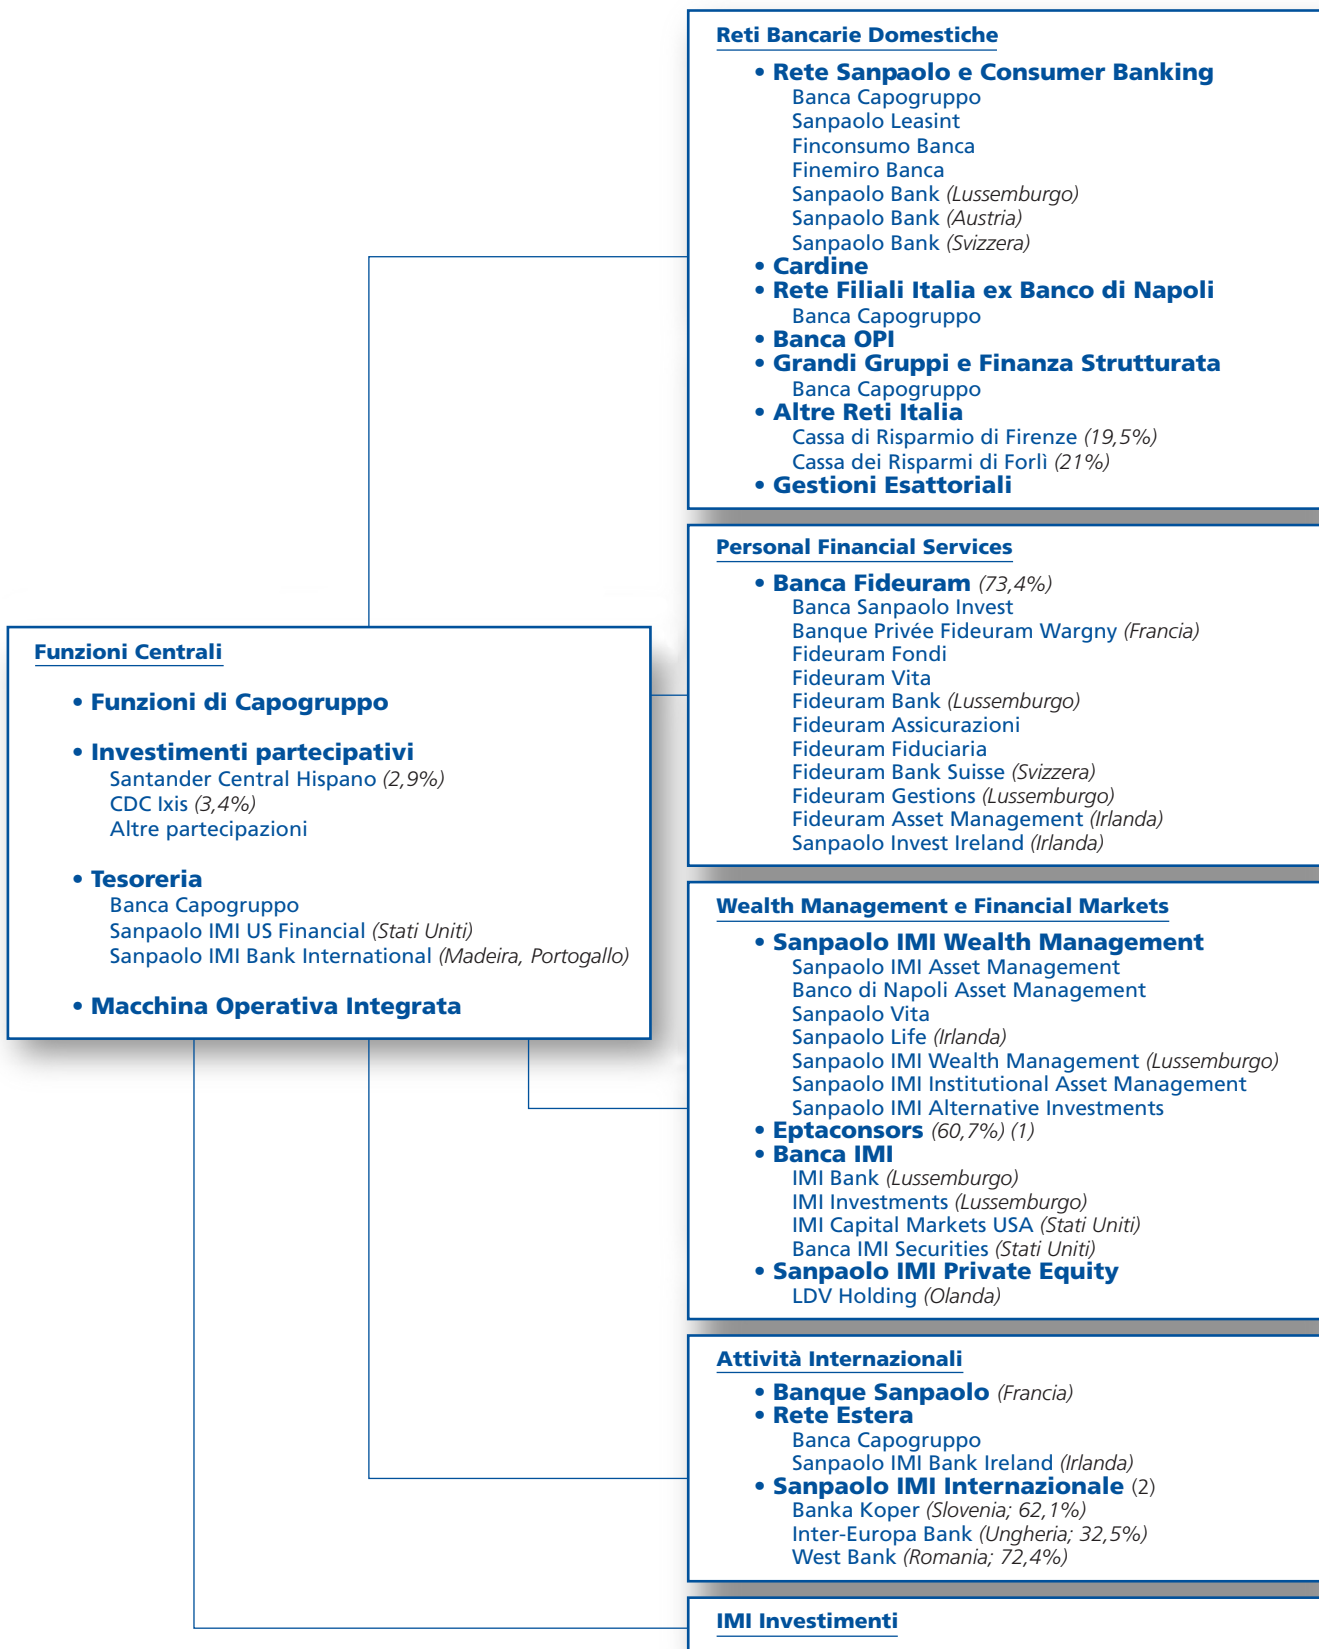 Reti Bancarie Domestiche
• Rete Sanpaolo e Consumer Banking
Banca Capogruppo
Sanpaolo Leasint
Finconsumo Banca
Finemiro Banca
Sanpaolo Bank (Lussemburgo)
Sanpaolo Bank (Austria)
Sanpaolo Bank (Svizzera)
• Cardine
• Rete Filiali Italia ex Banco di Napoli
Banca Capogruppo
• Banca OPI
• Grandi Gruppi e Finanza Strutturata
Banca Capogruppo
• Altre Reti Italia
Cassa di Risparmio di Firenze (19,5%)
Cassa dei Risparmi di Forlì (21%)
• Gestioni Esattoriali
Personal Financial Services
• Banca Fideuram (73,4%)
Banca Sanpaolo Invest
Banque Privée Fideuram Wargny (Francia)
Fideuram Fondi
Fideuram Vita
Fideuram Bank (Lussemburgo)
Fideuram Assicurazioni
Fideuram Fiduciaria
Fideuram Bank Suisse (Svizzera)
Fideuram Gestions (Lussemburgo)
Fideuram Asset Management (Irlanda)
Sanpaolo Invest Ireland (Irlanda)
Funzioni Centrali
• Funzioni di Capogruppo
• Investimenti partecipativi
Santander Central Hispano (2,9%)
CDC Ixis (3,4%)
Altre partecipazioni
• Tesoreria
Banca Capogruppo
Sanpaolo IMI US Financial (Stati Uniti)
Sanpaolo IMI Bank International (Madeira, Portogallo)
• Macchina Operativa Integrata
Wealth Management e Financial Markets
• Sanpaolo IMI Wealth Management
Sanpaolo IMI Asset Management
Banco di Napoli Asset Management
Sanpaolo Vita
Sanpaolo Life (Irlanda)
Sanpaolo IMI Wealth Management (Lussemburgo)
Sanpaolo IMI Institutional Asset Management
Sanpaolo IMI Alternative Investments
• Eptaconsors (60,7%) (1)
• Banca IMI
IMI Bank (Lussemburgo)
IMI Investments (Lussemburgo)
IMI Capital Markets USA (Stati Uniti)
Banca IMI Securities (Stati Uniti)
• Sanpaolo IMI Private Equity
LDV Holding (Olanda)
Attività Internazionali
• Banque Sanpaolo (Francia)
• Rete Estera
Banca Capogruppo
Sanpaolo IMI Bank Ireland (Irlanda)
• Sanpaolo IMI Internazionale (2)
Banka Koper (Slovenia; 62,1%)
Inter-Europa Bank (Ungheria; 32,5%)
West Bank (Romania; 72,4%)
IMI Investimenti